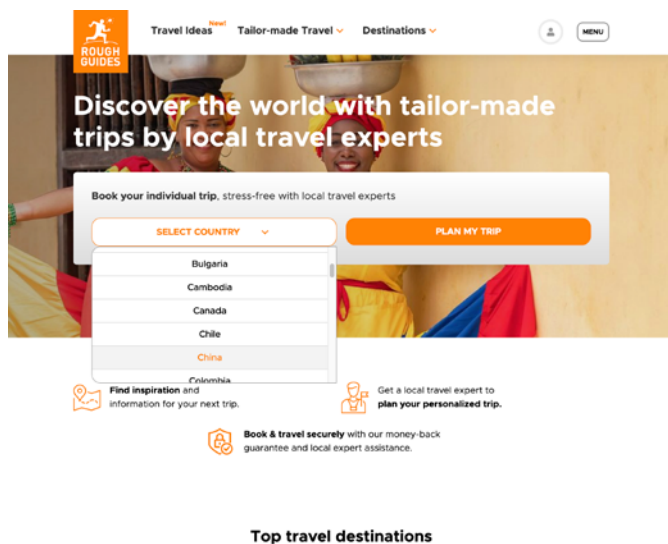 New!
Travel Ideas Tailor-made Travel Destinations MENU
ROUGH
GUIDES
Discover the world with tailor-made
trips by local travel experts
Book your individual trip, stress-free with local travel experts
SELECT COUNTRY PLAN MY TRIP
Bulgaria
Cambodia
Canada
Chile
China
Colombia
Find inspiration and
information for your next trip.
Get a local travel expert to
plan your personalized trip.
Book & travel securely with our money-back
guarantee and local expert assistance.
Top travel destinations